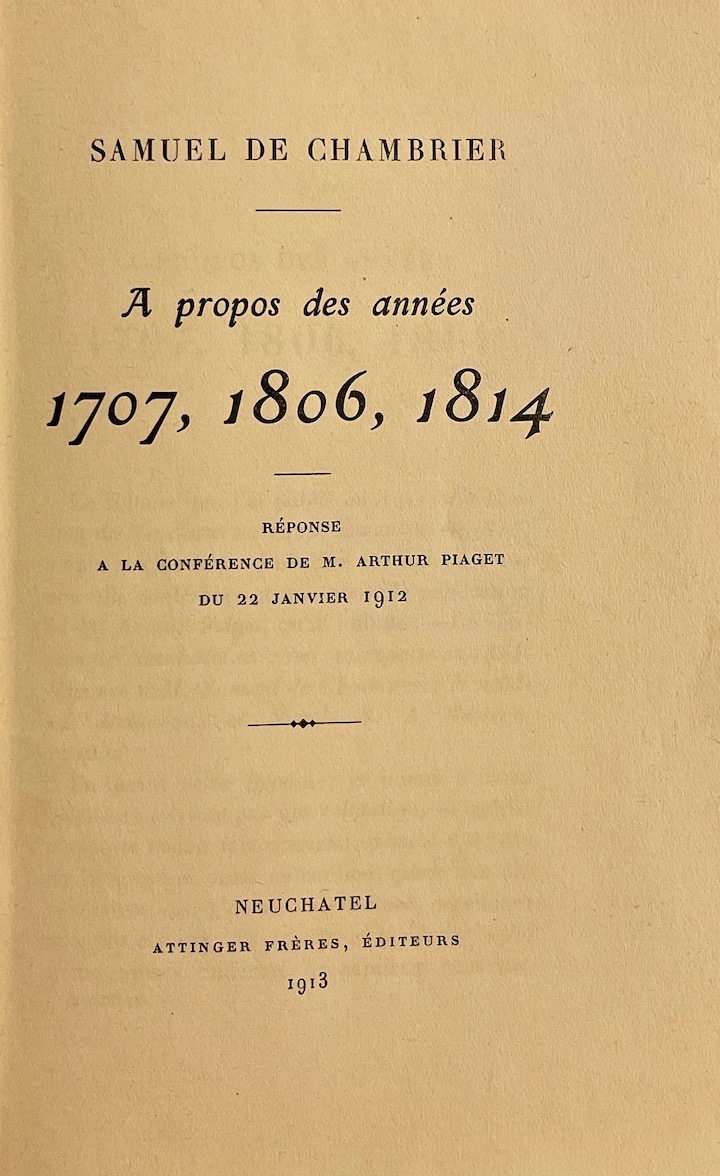 SAMUEL DE CHAMBRIER
A propos des années
1707, 1806, 1814
RÉPONSE
A LA CONFÉRENCE DE M. ARTHUR PIAGET
DU 22 JANVIER 1912
NEUCHATEL
ATTINGER FRÈRES, ÉDITEURS
1913